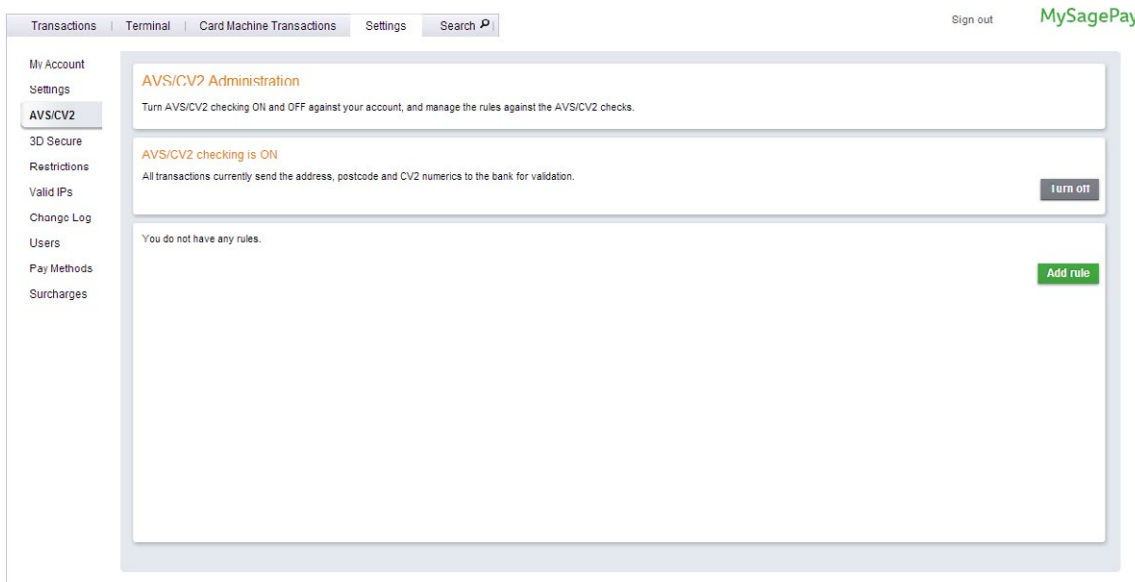 Transactions | Terminal | Card Machine Transactions Settings Search
Sign out
MySagePay
My Account
Settings
AVS/CV2
3D Secure
Restrictions
Valid IPs
Change Log
Users
Pay Methods
Surcharges
AVS/CV2 Administration
Turn AVS/CV2 checking ON and OFF against your account, and manage the rules against the AVS/CV2 checks.
AVS/CV2 checking is ON
All transactions currently send the address, postcode and CV2 numerics to the bank for validation.
Turn off
You do not have any rules.
Add rule